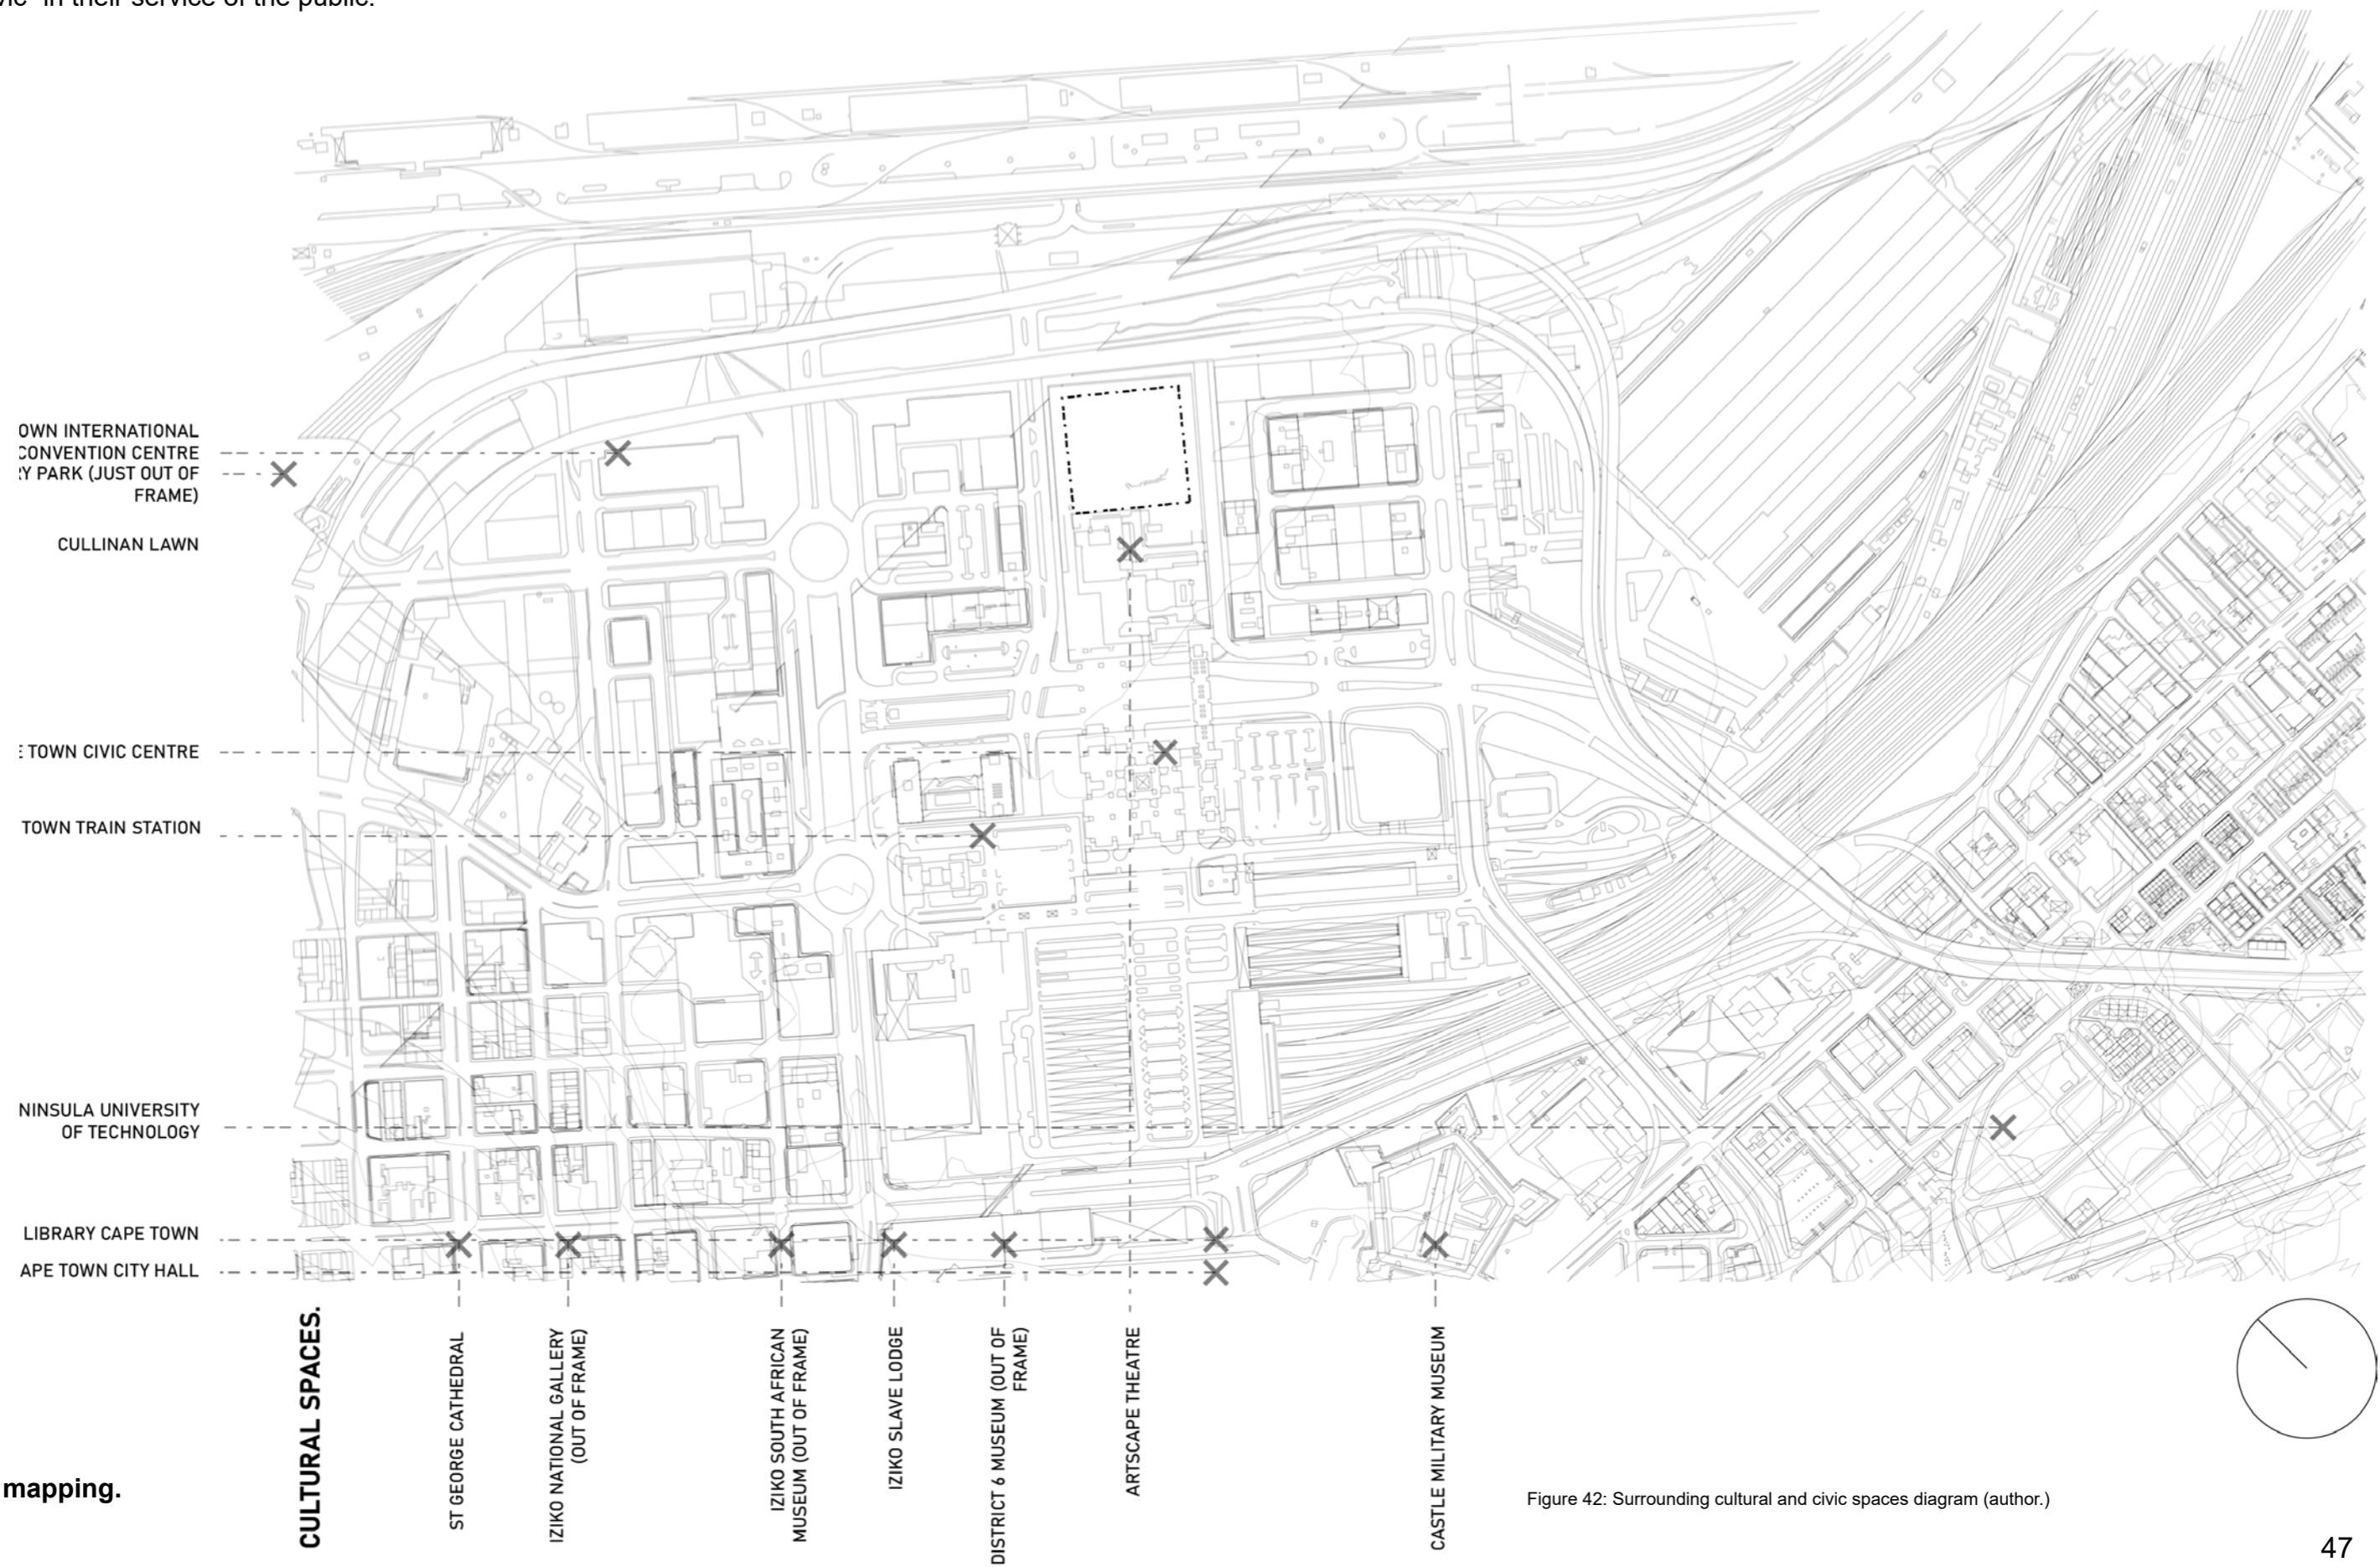 vic" in their service of the public.
OWN INTERNATIONAL
CONVENTION CENTRE
RY PARK (JUST OUT OF
FRAME)
CULLINAN LAWN
E TOWN CIVIC CENTRE
TOWN TRAIN STATION
NINSULA UNIVERSITY
OF TECHNOLOGY
LIBRARY CAPE TOWN
APE TOWN CITY HALL
CULTURAL SPACES.
ST GEORGE CATHEDRAL
IZIKO NATIONAL GALLERY
(OUT OF FRAME)
IZIKO SOUTH AFRICAN
MUSEUM (OUT OF FRAME)
IZIKO SLAVE LODGE
DISTRICT 6 MUSEUM (OUT OF
FRAME)
ARTSCAPE THEATRE
CASTLE MILITARY MUSEUM
mapping.
Figure 42: Surrounding cultural and civic spaces diagram (author.)
47